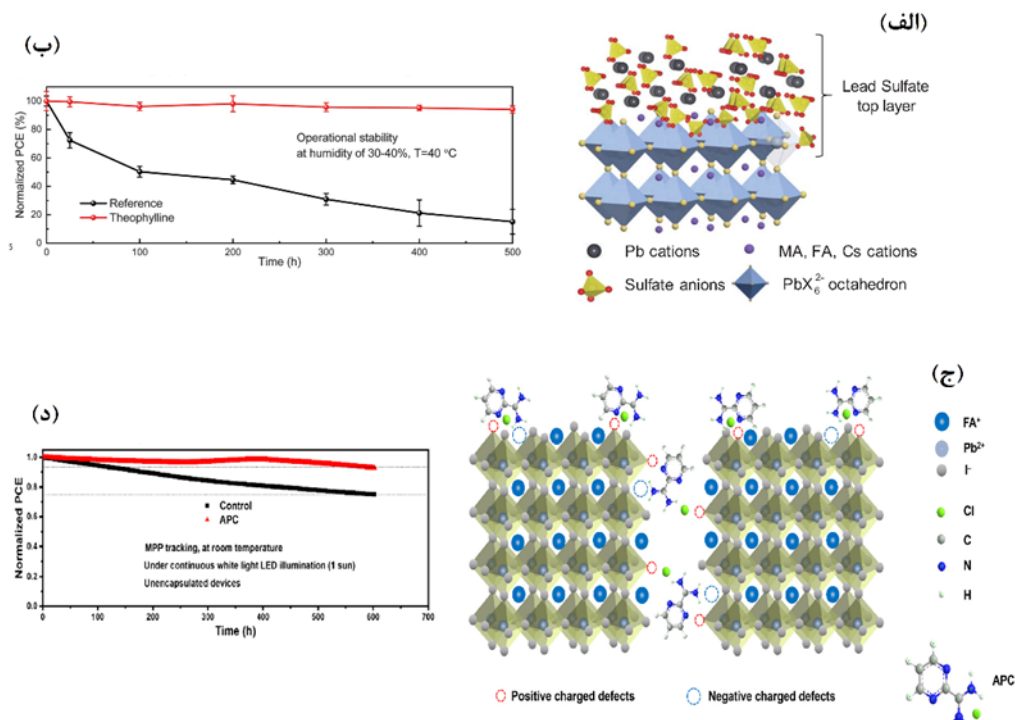 (ب)
Normalized PCE (%)
100
80
60
40
20
0
Operational stability
at humidity of 30-40%, T=40 °C
Reference
Theophylline
0 100 200 300 400 500
Time (h)
5
(الف)
Lead Sulfate
top layer
Pb cations
MA, FA, Cs cations
Sulfate anions
PbX₆²⁻ octahedron
(د)
Normalized PCE
1.0
0.8
0.6
0.4
0.2
0.0
Control
APC
MPP tracking, at room temperature
Under continuous white light LED illumination (1 sun)
Unencapsulated devices
0 100 200 300 400 500 600 700
Time (h)
(ج)
FA⁺
Pb²⁺
I⁻
Cl
C
N
H
APC
Positive charged defects
Negative charged defects